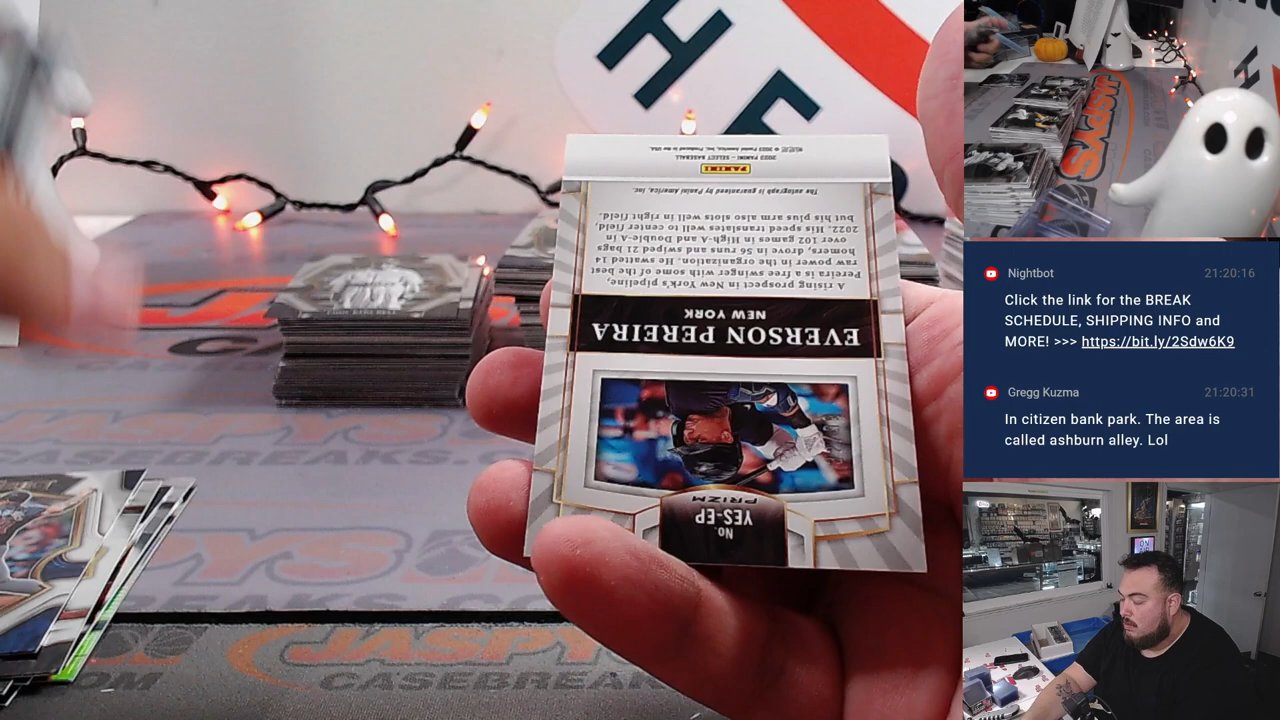 2023 PANINI – SELECT BASEBALL
PANINI
The autograph is guaranteed by Panini America, Inc.
A rising prospect in New York's pipeline,
Pereira is a free swinger with some of the best
raw power in the organization. He swatted 14
homers, drove in 56 runs and swiped 21 bags
over 102 games in High-A and Double-A in
2022. His speed translates well to center field,
but his plus arm also slots well in right field.
EVERSON PEREIRA
NEW YORK
No.
YES-EP
PRIZM
JASPYS
CASEBREAKS.COM
JASPYS
Nightbot 21:20:16
Click the link for the BREAK
SCHEDULE, SHIPPING INFO and
MORE! >>> https://bit.ly/2Sdw6K9
Gregg Kuzma 21:20:31
In citizen bank park. The area is
called ashburn alley. Lol